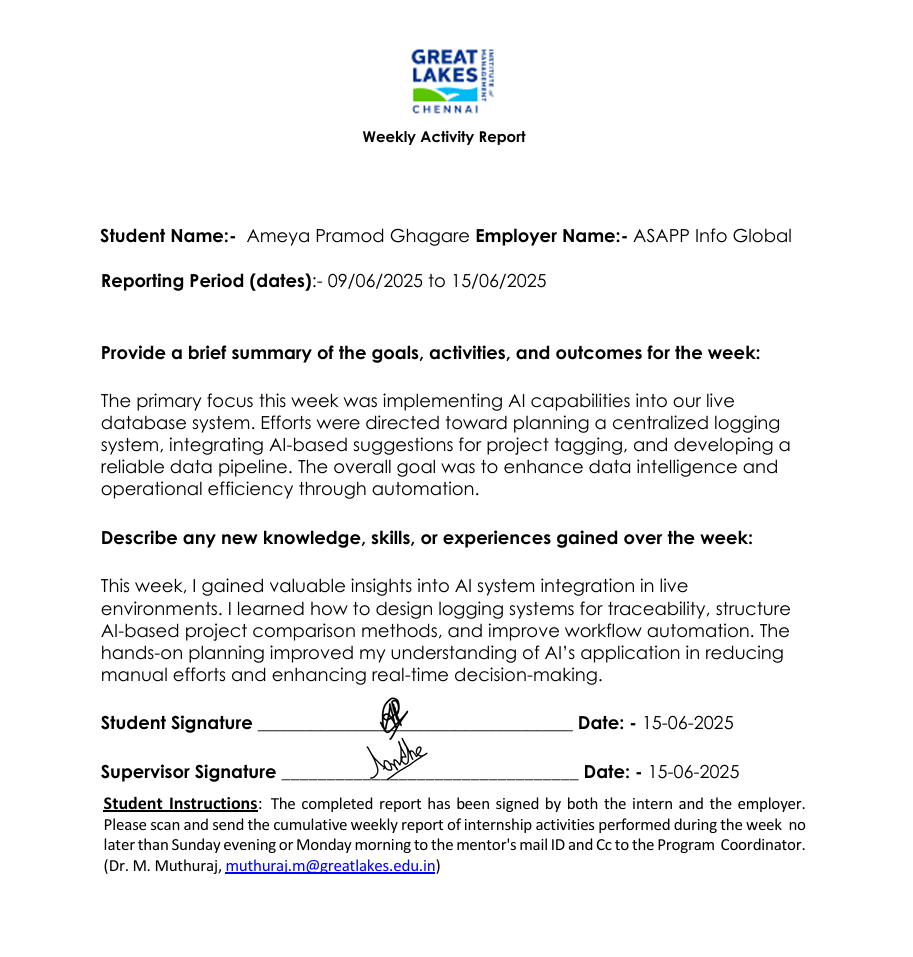 GREAT
LAKES
INSTITUTE of
MANAGEMENT
CHENNAI
Weekly Activity Report
Student Name:- Ameya Pramod Ghagare Employer Name:- ASAPP Info Global
Reporting Period (dates):- 09/06/2025 to 15/06/2025
Provide a brief summary of the goals, activities, and outcomes for the week:
The primary focus this week was implementing AI capabilities into our live
database system. Efforts were directed toward planning a centralized logging
system, integrating AI-based suggestions for project tagging, and developing a
reliable data pipeline. The overall goal was to enhance data intelligence and
operational efficiency through automation.
Describe any new knowledge, skills, or experiences gained over the week:
This week, I gained valuable insights into AI system integration in live
environments. I learned how to design logging systems for traceability, structure
AI-based project comparison methods, and improve workflow automation. The
hands-on planning improved my understanding of AI’s application in reducing
manual efforts and enhancing real-time decision-making.
Student Signature __________________________________ Date: - 15-06-2025
Supervisor Signature ________________________________ Date: - 15-06-2025
Student Instructions: The completed report has been signed by both the intern and the employer.
Please scan and send the cumulative weekly report of internship activities performed during the week no
later than Sunday evening or Monday morning to the mentor's mail ID and Cc to the Program Coordinator.
(Dr. M. Muthuraj, muthuraj.m@greatlakes.edu.in)